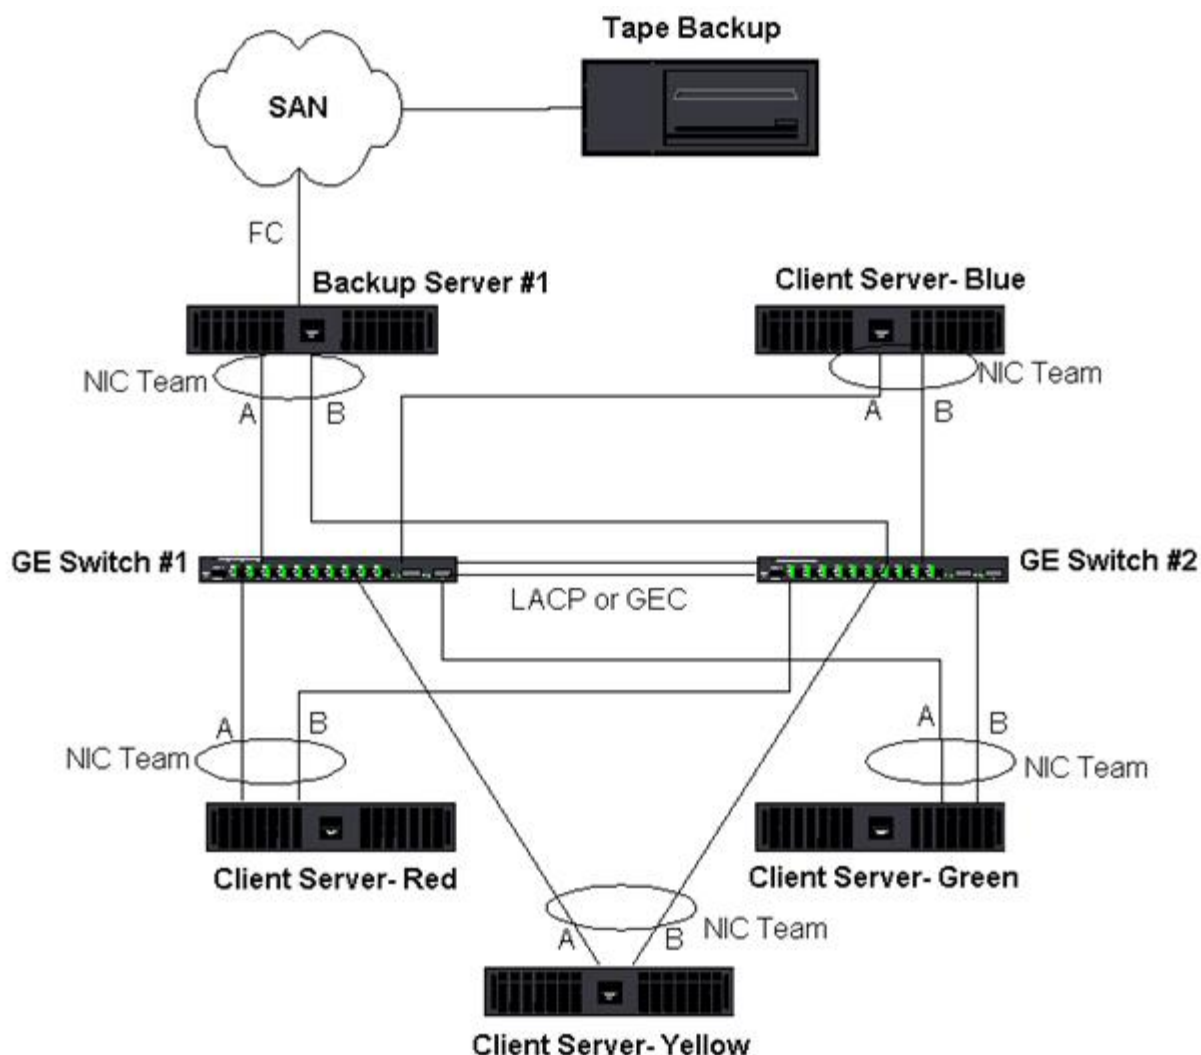 Tape Backup
SAN
FC
Backup Server #1
Client Server- Blue
NIC Team
NIC Team
A
B
A
B
GE Switch #1
GE Switch #2
LACP or GEC
A
B
A
B
NIC Team
NIC Team
Client Server- Red
Client Server- Green
A
B
NIC Team
Client Server- Yellow